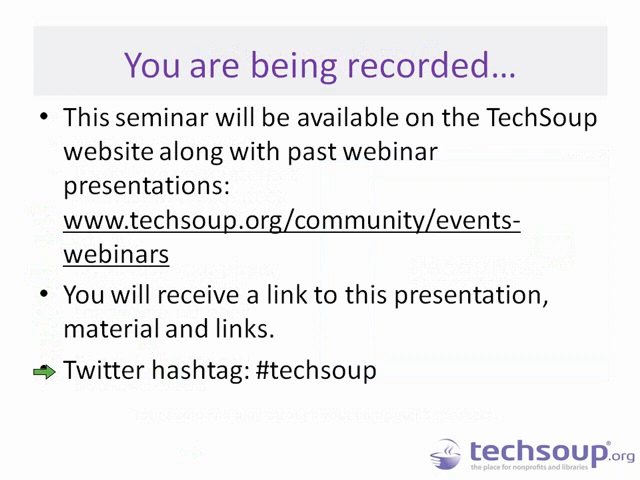 You are being recorded...
• This seminar will be available on the TechSoup
website along with past webinar
presentations:
www.techsoup.org/community/events-
webinars
• You will receive a link to this presentation,
material and links.
Twitter hashtag: #techsoup
techsoup®.org
the place for nonprofits and libraries